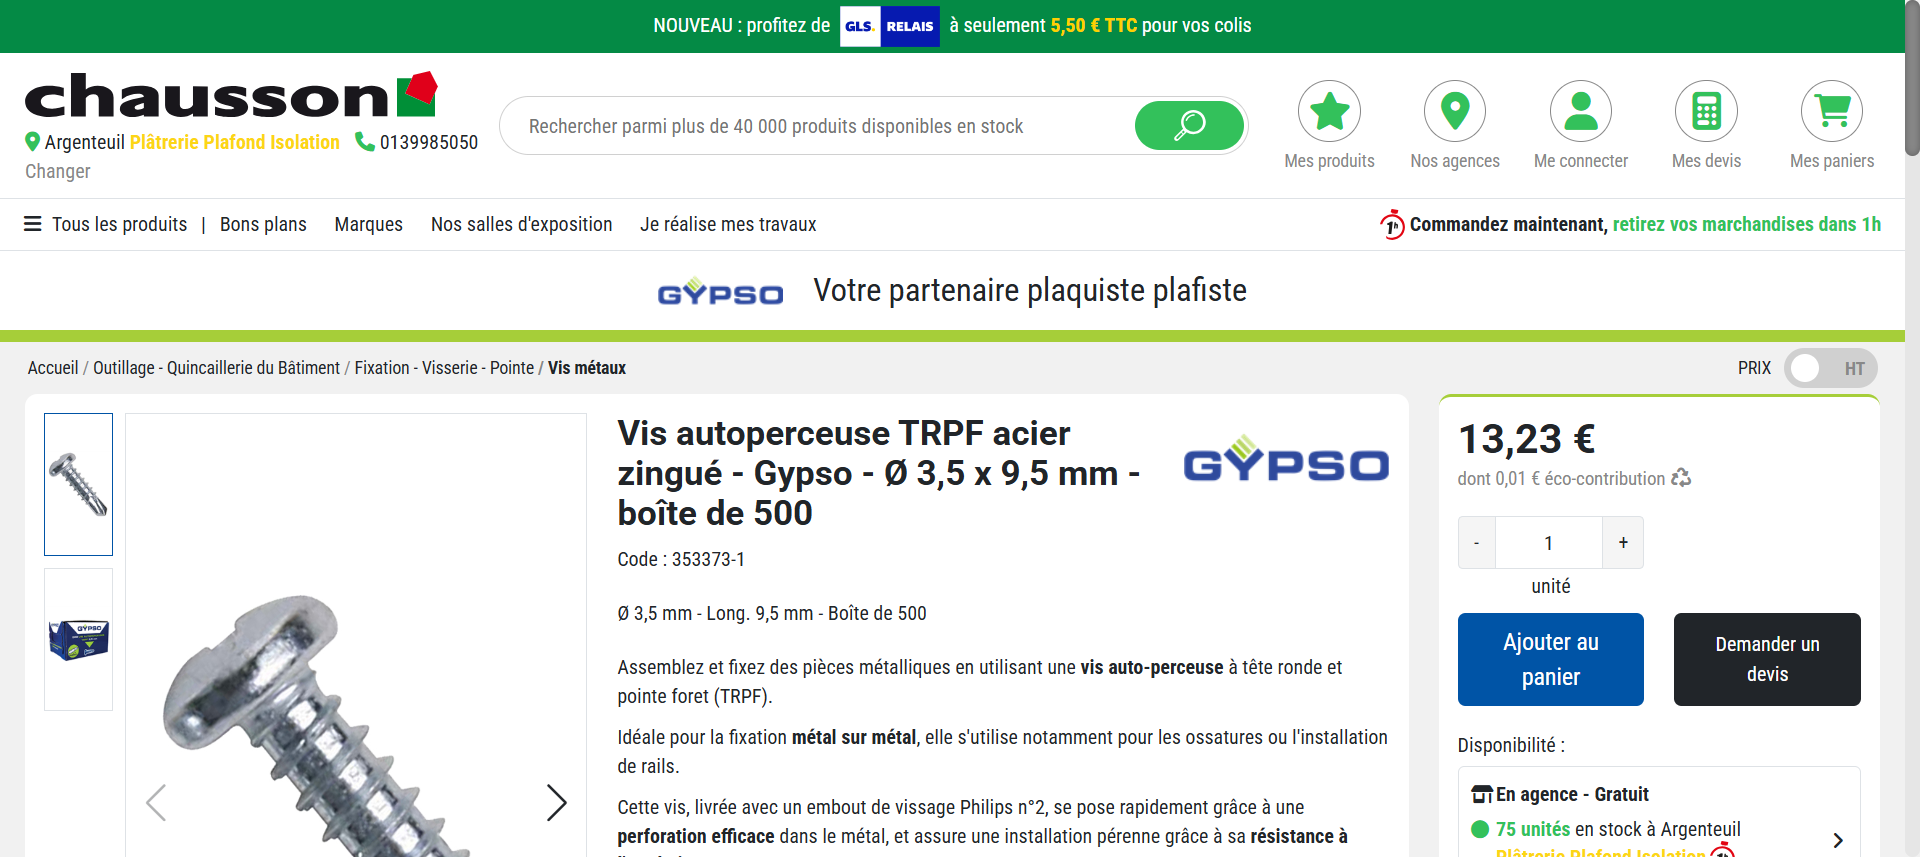 NOUVEAU : profitez de GLS. RELAIS à seulement 5,50 € TTC pour vos colis
chausson
Argenteuil Plâtrerie Plafond Isolation 0139985050
Changer
Rechercher parmi plus de 40 000 produits disponibles en stock
Mes produits
Nos agences
Me connecter
Mes devis
Mes paniers
Tous les produits | Bons plans Marques Nos salles d'exposition Je réalise mes travaux
1h Commandez maintenant, retirez vos marchandises dans 1h
GYPSO Votre partenaire plaquiste plafiste
Accueil / Outillage - Quincaillerie du Bâtiment / Fixation - Visserie - Pointe / Vis métaux
PRIX HT
GYPSO
Vis autoperceuse TRPF acier
zingué - Gypso - Ø 3,5 x 9,5 mm -
boîte de 500
GYPSO
Code : 353373-1
Ø 3,5 mm - Long. 9,5 mm - Boîte de 500
Assemblez et fixez des pièces métalliques en utilisant une vis auto-perceuse à tête ronde et
pointe foret (TRPF).
Idéale pour la fixation métal sur métal, elle s'utilise notamment pour les ossatures ou l'installation
de rails.
Cette vis, livrée avec un embout de vissage Philips n°2, se pose rapidement grâce à une
perforation efficace dans le métal, et assure une installation pérenne grâce à sa résistance à
13,23 €
dont 0,01 € éco-contribution
- 1 +
unité
Ajouter au
panier
Demander un
devis
Disponibilité :
En agence - Gratuit
75 unités en stock à Argenteuil
Plâtrerie Plafond Isolation